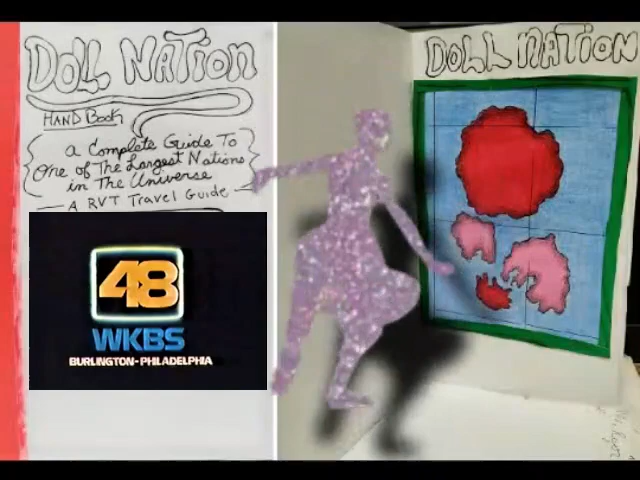 DOLL NATION
HAND Book
a Complete Guide To
One of The Largest Nations
in The Universe
— A RVT Travel Guide —
48
WKBS
BURLINGTON-PHILADELPHIA
DOLL NATION